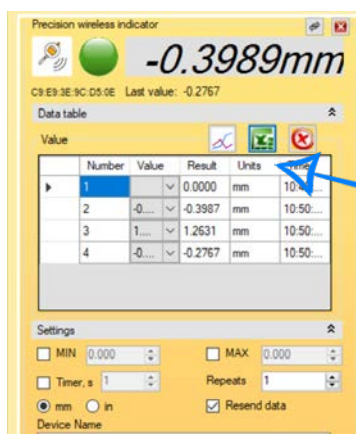 Precision wireless indicator
-0.3989mm
C9:E9:3E:9C:D5:0E Last value: -0.2767
Data table
Value
Number Value Result Units
1 0.0000 mm
2 -0.... -0.3987 mm 10:50:...
3 1.... 1.2631 mm 10:50:...
4 -0.... -0.2767 mm 10:50:...
Settings
MIN 0.000 MAX 0.000
Timer, s 1 Repeats 1
mm in Resend data
Device Name